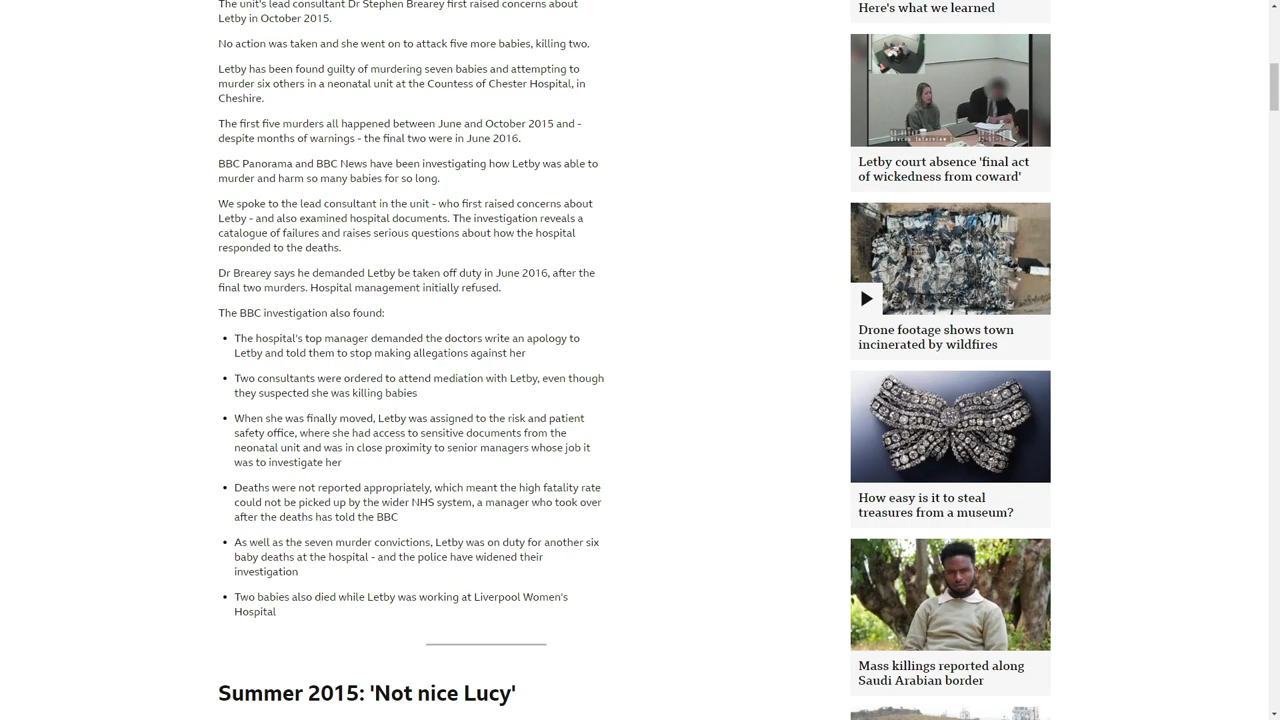 The unit's lead consultant Dr Stephen Brearey first raised concerns about
Letby in October 2015.
No action was taken and she went on to attack five more babies, killing two.
Letby has been found guilty of murdering seven babies and attempting to
murder six others in a neonatal unit at the Countess of Chester Hospital, in
Cheshire.
The first five murders all happened between June and October 2015 and -
despite months of warnings - the final two were in June 2016.
BBC Panorama and BBC News have been investigating how Letby was able to
murder and harm so many babies for so long.
We spoke to the lead consultant in the unit - who first raised concerns about
Letby - and also examined hospital documents. The investigation reveals a
catalogue of failures and raises serious questions about how the hospital
responded to the deaths.
Dr Brearey says he demanded Letby be taken off duty in June 2016, after the
final two murders. Hospital management initially refused.
The BBC investigation also found:
• The hospital's top manager demanded the doctors write an apology to
Letby and told them to stop making allegations against her
• Two consultants were ordered to attend mediation with Letby, even though
they suspected she was killing babies
• When she was finally moved, Letby was assigned to the risk and patient
safety office, where she had access to sensitive documents from the
neonatal unit and was in close proximity to senior managers whose job it
was to investigate her
• Deaths were not reported appropriately, which meant the high fatality rate
could not be picked up by the wider NHS system, a manager who took over
after the deaths has told the BBC
• As well as the seven murder convictions, Letby was on duty for another six
baby deaths at the hospital - and the police have widened their
investigation
• Two babies also died while Letby was working at Liverpool Women's
Hospital
Summer 2015: 'Not nice Lucy'
Here's what we learned
Letby court absence 'final act
of wickedness from coward'
Drone footage shows town
incinerated by wildfires
How easy is it to steal
treasures from a museum?
Mass killings reported along
Saudi Arabian border